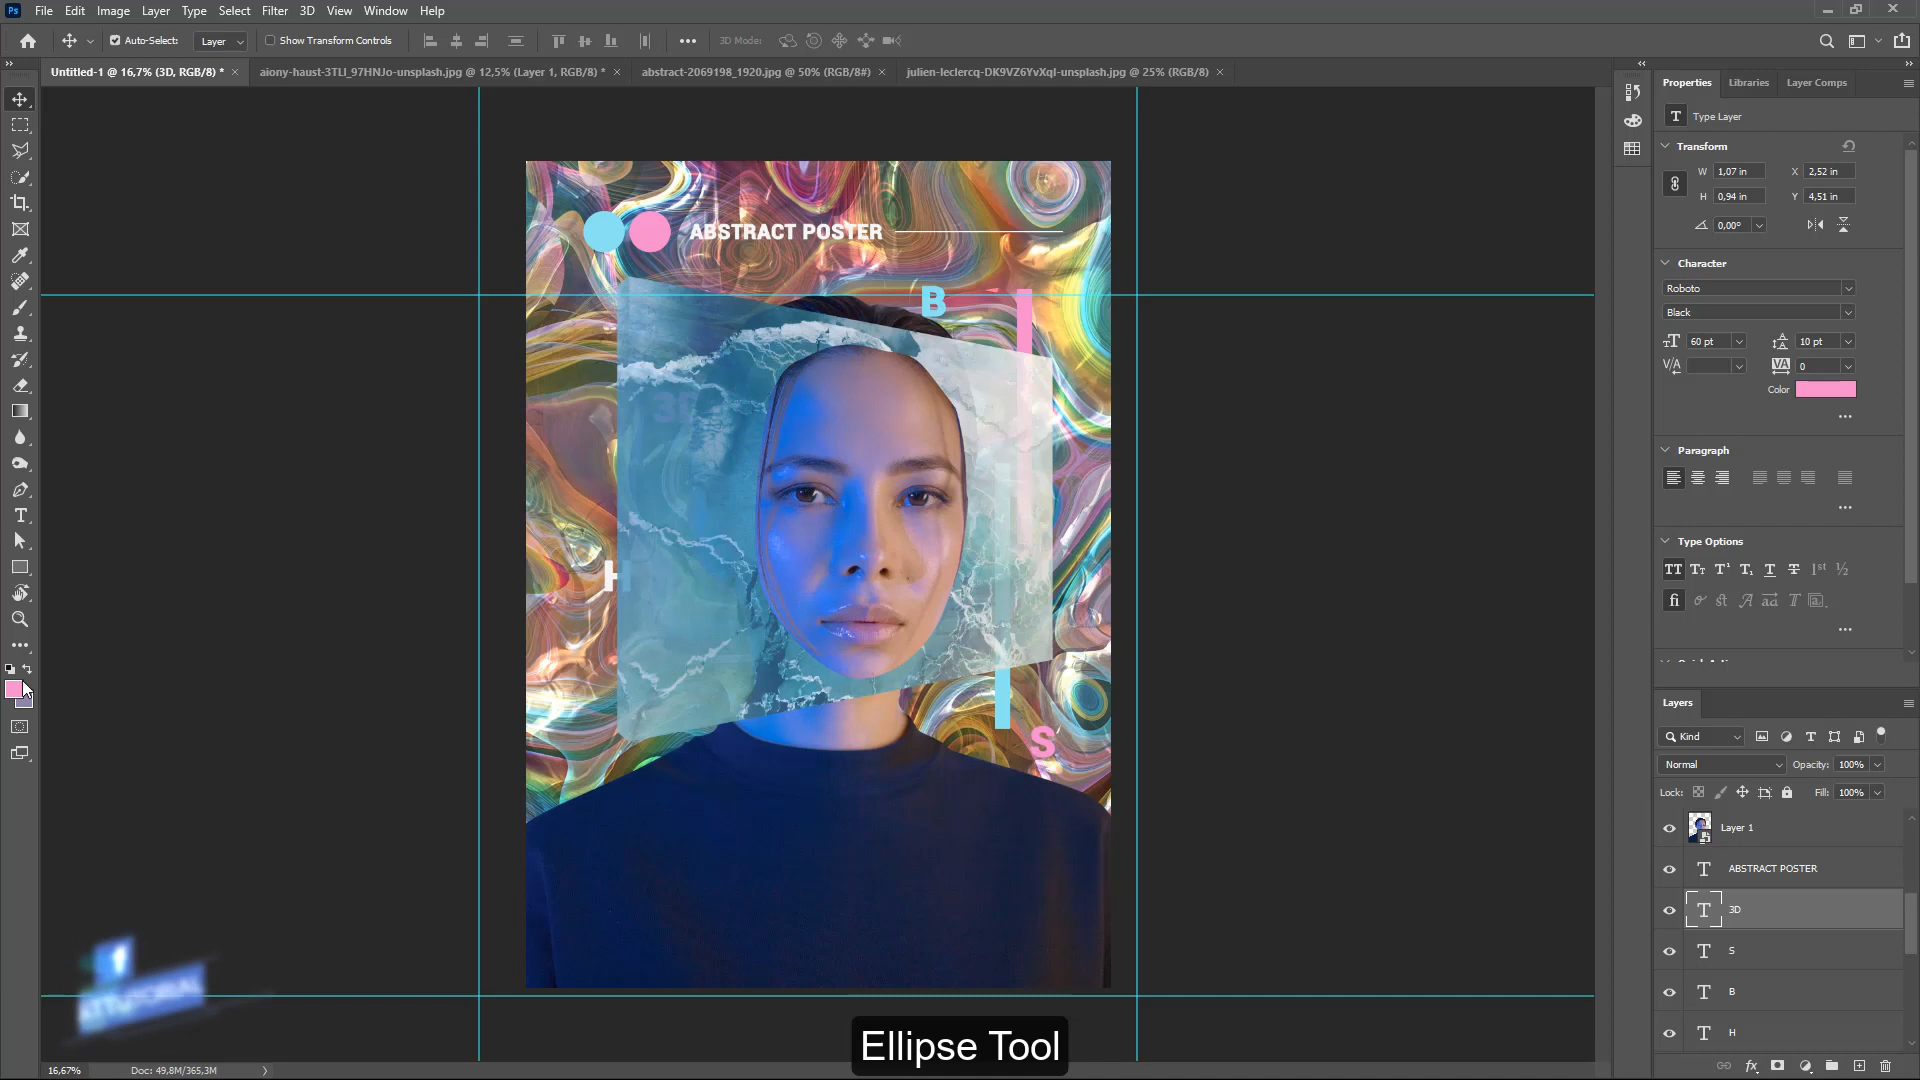 Ps File Edit Image Layer Type Select Filter 3D View Window Help
Auto-Select: Layer Show Transform Controls 3D Mode:
Untitled-1 @ 16,7% (3D, RGB/8) * aiony-haust-3TLl_97HNJo-unsplash.jpg @ 12,5% (Layer 1, RGB/8) * abstract-2069198_1920.jpg @ 50% (RGB/8#) julien-leclercq-DK9VZ6YvXqI-unsplash.jpg @ 25% (RGB/8)
Properties Libraries Layer Comps
Type Layer
Transform
W 1,07 in X 2,52 in
H 0,94 in Y 4,51 in
0,00°
Character
Roboto
Black
60 pt 10 pt
0
Color
Paragraph
Type Options
Layers
Kind
Normal Opacity: 100%
Lock: Fill: 100%
Layer 1
ABSTRACT POSTER
3D
S
B
H
ABSTRACT POSTER
B
3D
H
S
Ellipse Tool
16,67% Doc: 49,8M/365,3M